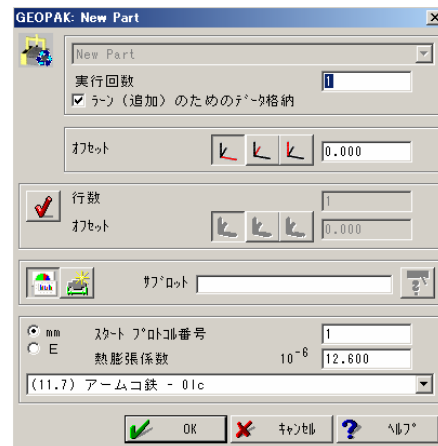 GEOPAK: New Part
New Part
実行回数 1
ラーン（追加）のためのデータ格納
オフセット 0.000
行数 1
オフセット 0.000
サブロット
mm スタート プロトコル番号 1
E 熱膨張係数 10⁻⁶ 12.600
(11.7) アームコ鉄 - 0lc
OK キャンセル ヘルプ